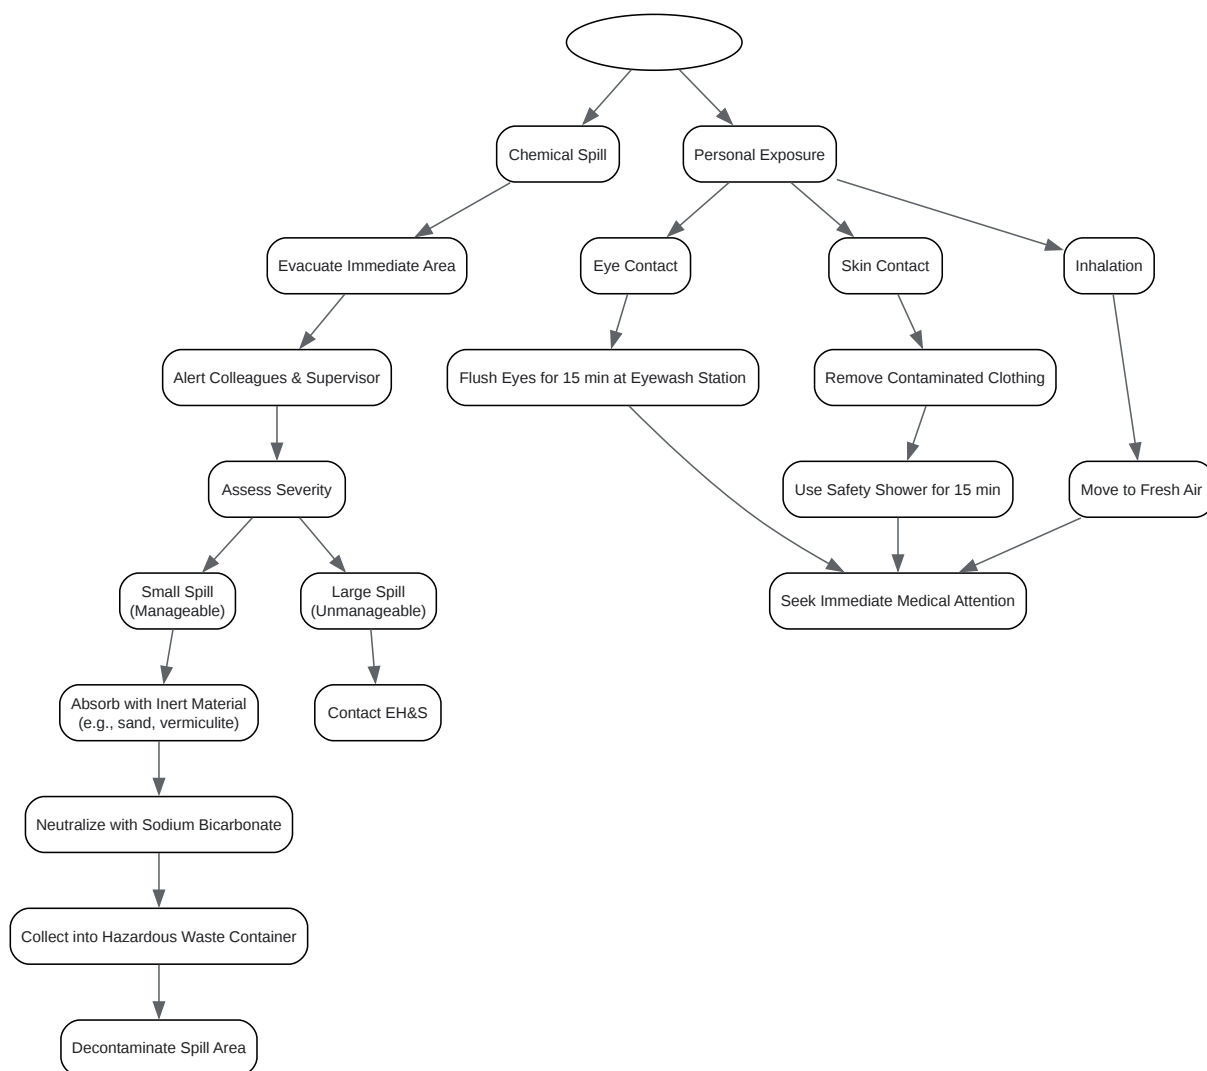 Chemical Spill
Personal Exposure
Evacuate Immediate Area
Eye Contact
Skin Contact
Inhalation
Alert Colleagues & Supervisor
Flush Eyes for 15 min at Eyewash Station
Remove Contaminated Clothing
Assess Severity
Use Safety Shower for 15 min
Move to Fresh Air
Small Spill
(Manageable)
Large Spill
(Unmanageable)
Seek Immediate Medical Attention
Absorb with Inert Material
(e.g., sand, vermiculite)
Contact EH&S
Neutralize with Sodium Bicarbonate
Collect into Hazardous Waste Container
Decontaminate Spill Area